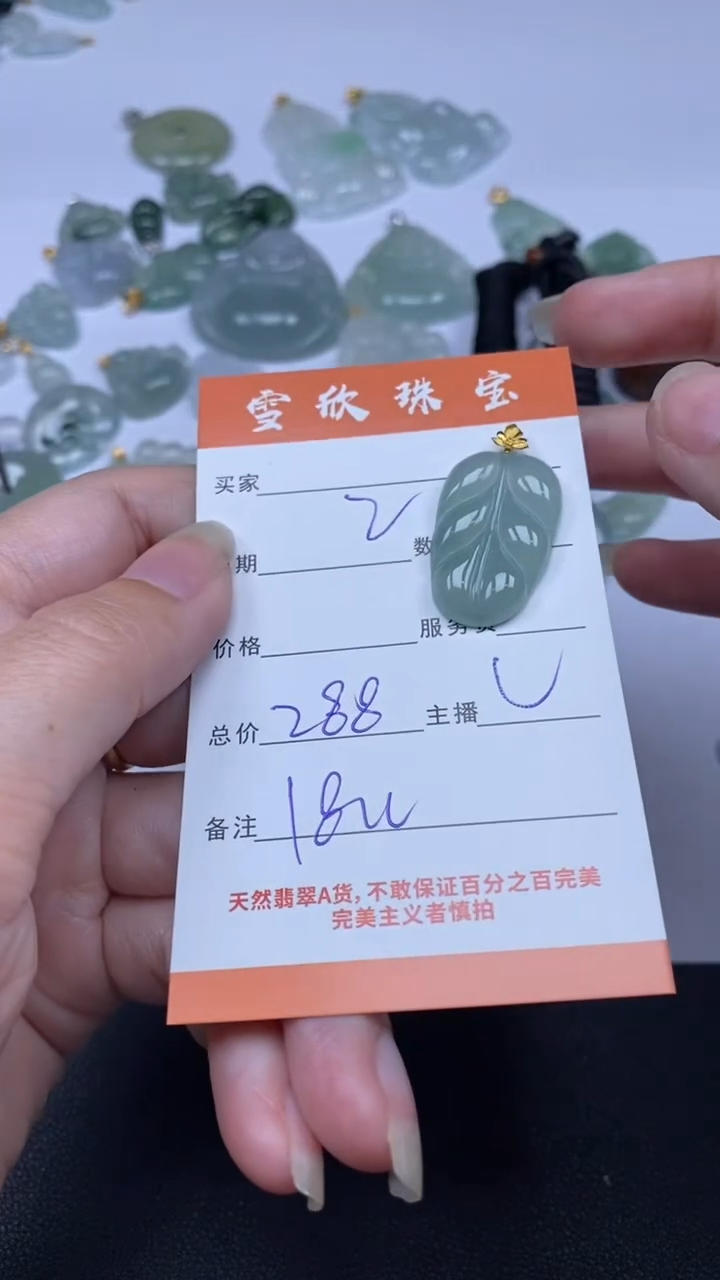 雪欣珠宝
买家
期 数
价格 服务费
总价 288 主播
备注 18k
天然翡翠A货,不敢保证百分之百完美
完美主义者慎拍